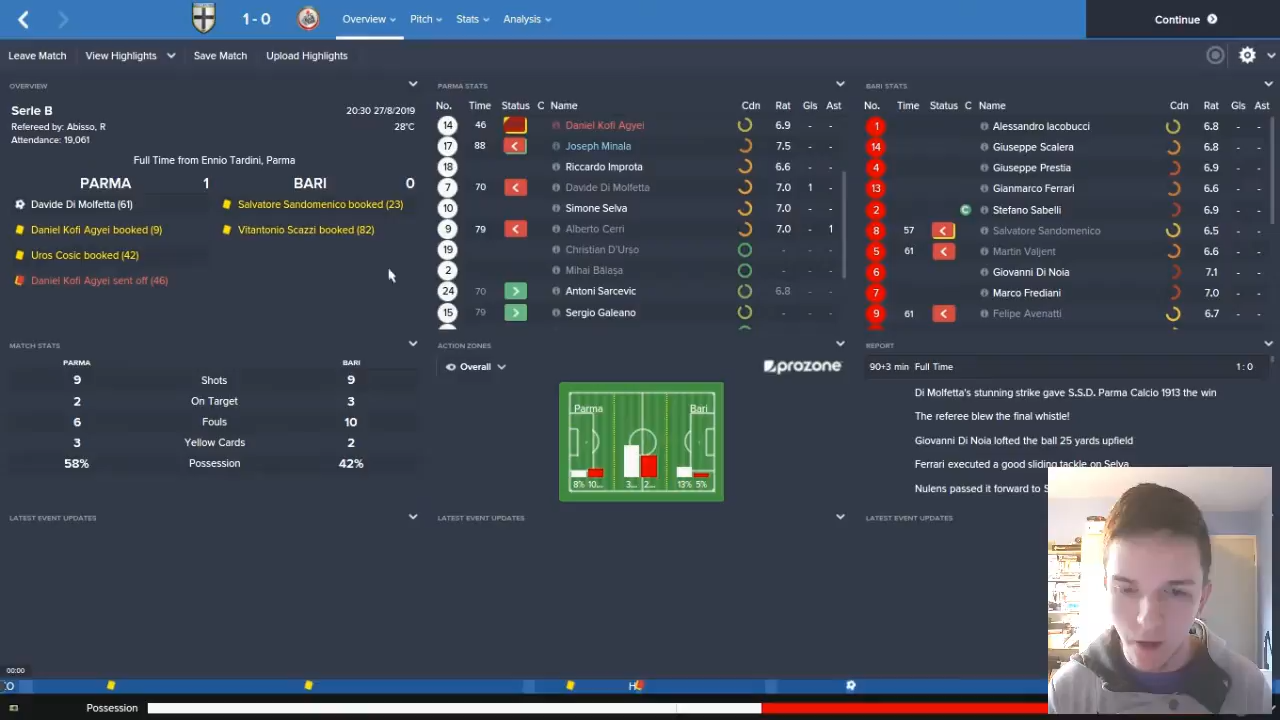 1 - 0
Overview
Pitch
Stats
Analysis
Continue
Leave Match
View Highlights
Save Match
Upload Highlights
OVERVIEW
Serie B
20:30 27/8/2019
Refereed by: Abisso, R
28°C
Attendance: 19,061
Full Time from Ennio Tardini, Parma
PARMA 1 BARI 0
Davide Di Molfetta (61)
Salvatore Sandomenico booked (23)
Daniel Kofi Agyei booked (9)
Vitantonio Scazzi booked (82)
Uros Cosic booked (42)
Daniel Kofi Agyei sent off (46)
PARMA STATS
No. Time Status C Name Cdn Rat Gls Ast
14 46 Daniel Kofi Agyei 6.9 - -
17 88 Joseph Minala 7.5 - -
18 Riccardo Improta 6.6 - -
7 70 Davide Di Molfetta 7.0 1 -
10 Simone Selva 7.0 - -
9 79 Alberto Cerri 7.0 - 1
19 Christian D'Urso - - -
2 Mihai Bălașa - - -
24 70 Antoni Sarcevic 6.8 - -
15 79 Sergio Galeano - - -
BARI STATS
No. Time Status C Name Cdn Rat Gls Ast
1 Alessandro Iacobucci 6.8 - -
14 Giuseppe Scalera 6.8 - -
4 Giuseppe Prestia 6.9 - -
13 Gianmarco Ferrari 6.6 - -
2 C Stefano Sabelli 6.9 - -
8 57 Salvatore Sandomenico 6.5 - -
5 61 Martin Valjent 6.6 - -
6 Giovanni Di Noia 7.1 - -
7 Marco Frediani 7.0 - -
9 61 Felipe Avenatti 6.7 - -
MATCH STATS
PARMA BARI
9 Shots 9
2 On Target 3
6 Fouls 10
3 Yellow Cards 2
58% Possession 42%
ACTION ZONES
Overall
prozone
Parma Bari
8% 10... 3... 2... 13% 5%
REPORT
90+3 min Full Time 1 : 0
Di Molfetta's stunning strike gave S.S.D. Parma Calcio 1913 the win
The referee blew the final whistle!
Giovanni Di Noia lofted the ball 25 yards upfield
Ferrari executed a good sliding tackle on Selva
Nulens passed it forward to S
LATEST EVENT UPDATES
LATEST EVENT UPDATES
LATEST EVENT UPDATES
00:00
Possession